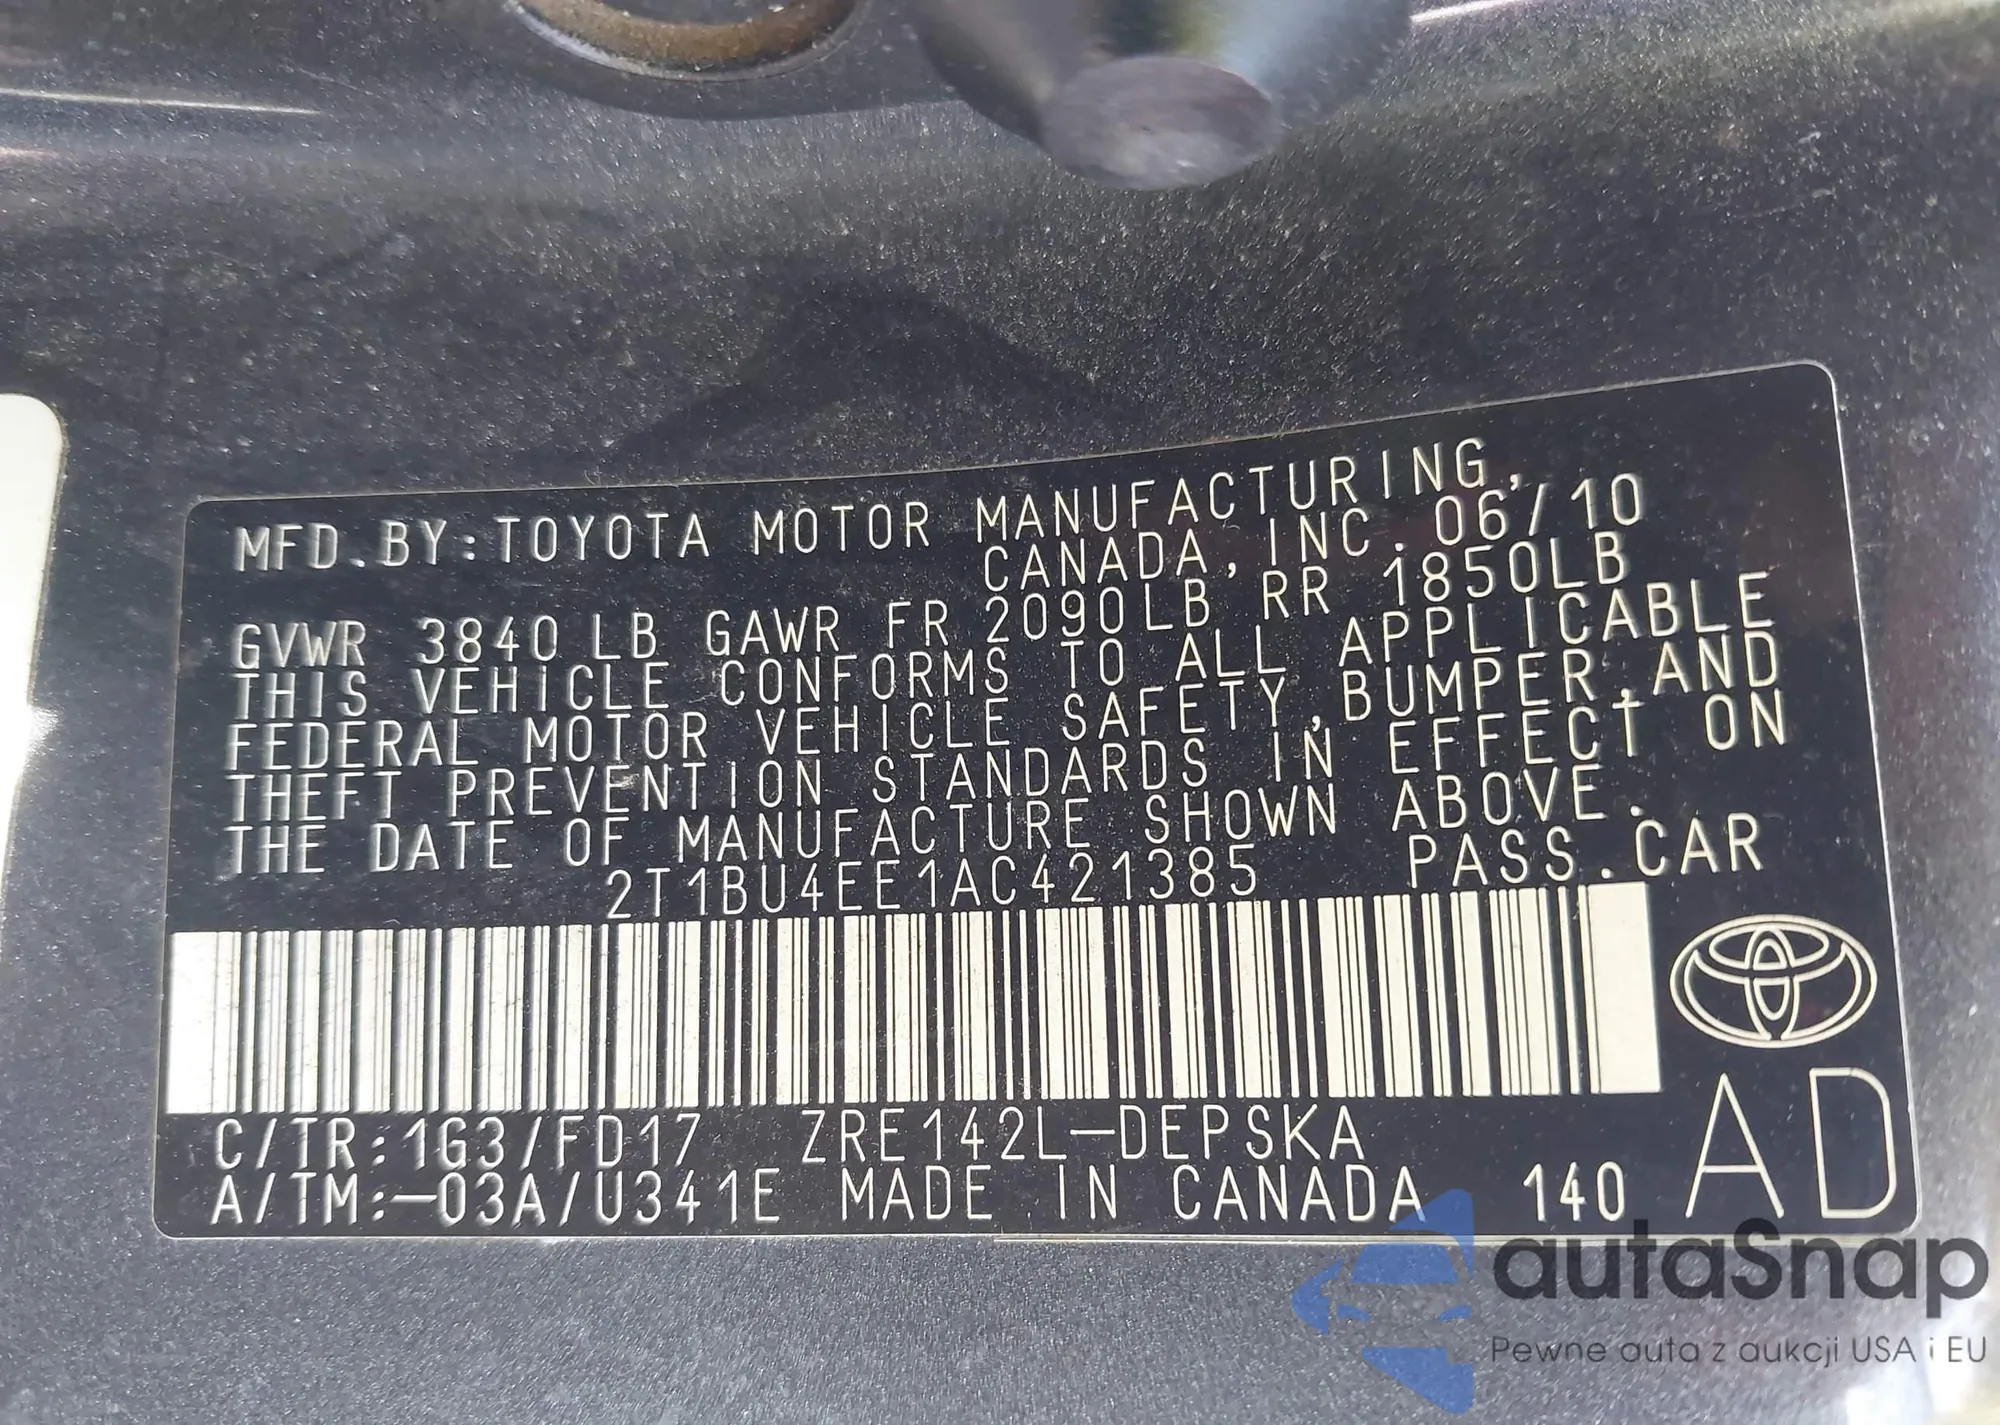 MFD.BY:TOYOTA MOTOR MANUFACTURING,
CANADA,INC. 06/10
GVWR 3840LB GAWR FR 2090LB RR 1850LB
THIS VEHICLE CONFORMS TO ALL APPLICABLE
FEDERAL MOTOR VEHICLE SAFETY,BUMPER,AND
THEFT PREVENTION STANDARDS IN EFFECT ON
THE DATE OF MANUFACTURE SHOWN ABOVE.
2T1BU4EE1AC421385 PASS.CAR
C/TR:1G3/FD17 ZRE142L-DEPSKA
A/TM:-03A/U341E MADE IN CANADA 140
AD
autaSnap
Pewne auta z aukcji USA i EU